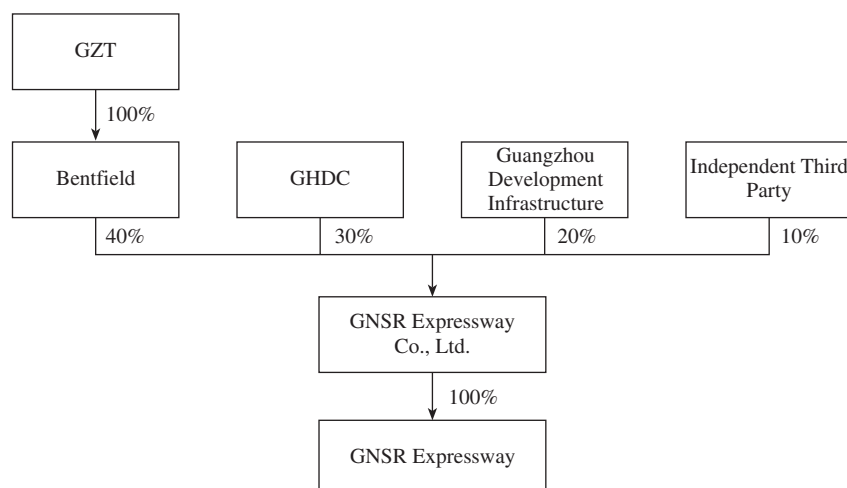 GZT
100%
Bentfield
GHDC
Guangzhou
Development
Infrastructure
Independent Third
Party
40%
30%
20%
10%
GNSR Expressway
Co., Ltd.
100%
GNSR Expressway